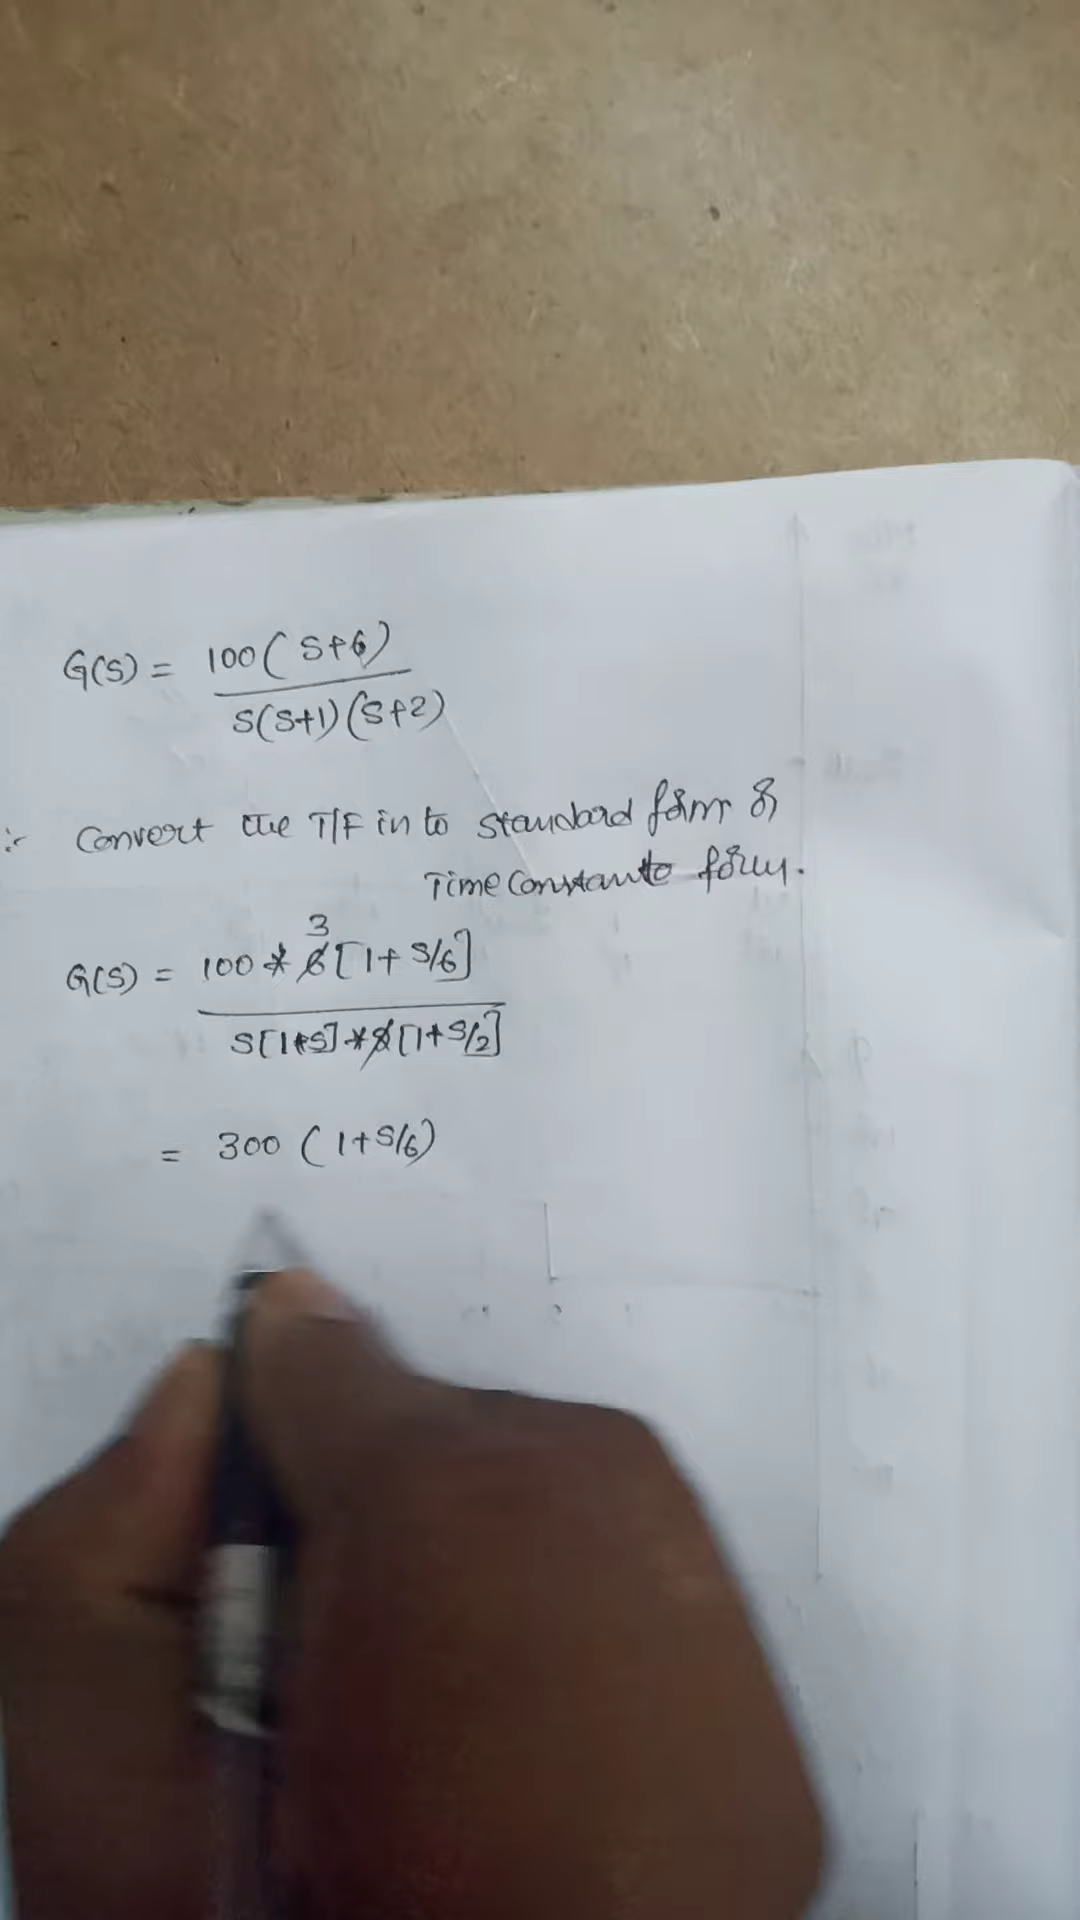 G(S) = 100(S+6)
S(S+1)(S+2)
:- Convert the T/F in to standard form or
Time Constant form.
3
G(S) = 100 * 6[1+S/6]
S[1+S]*2[1+S/2]
= 300 (1+S/6)